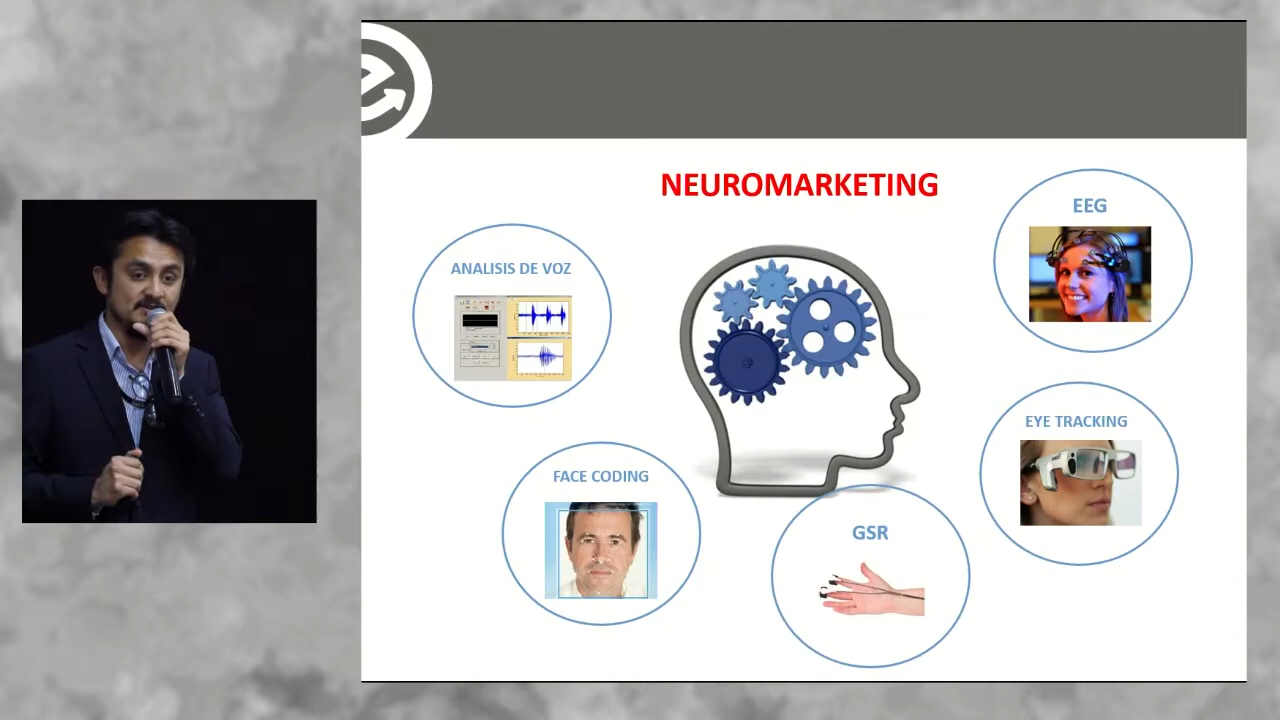 NEUROMARKETING
EEG
ANALISIS DE VOZ
EYE TRACKING
FACE CODING
GSR